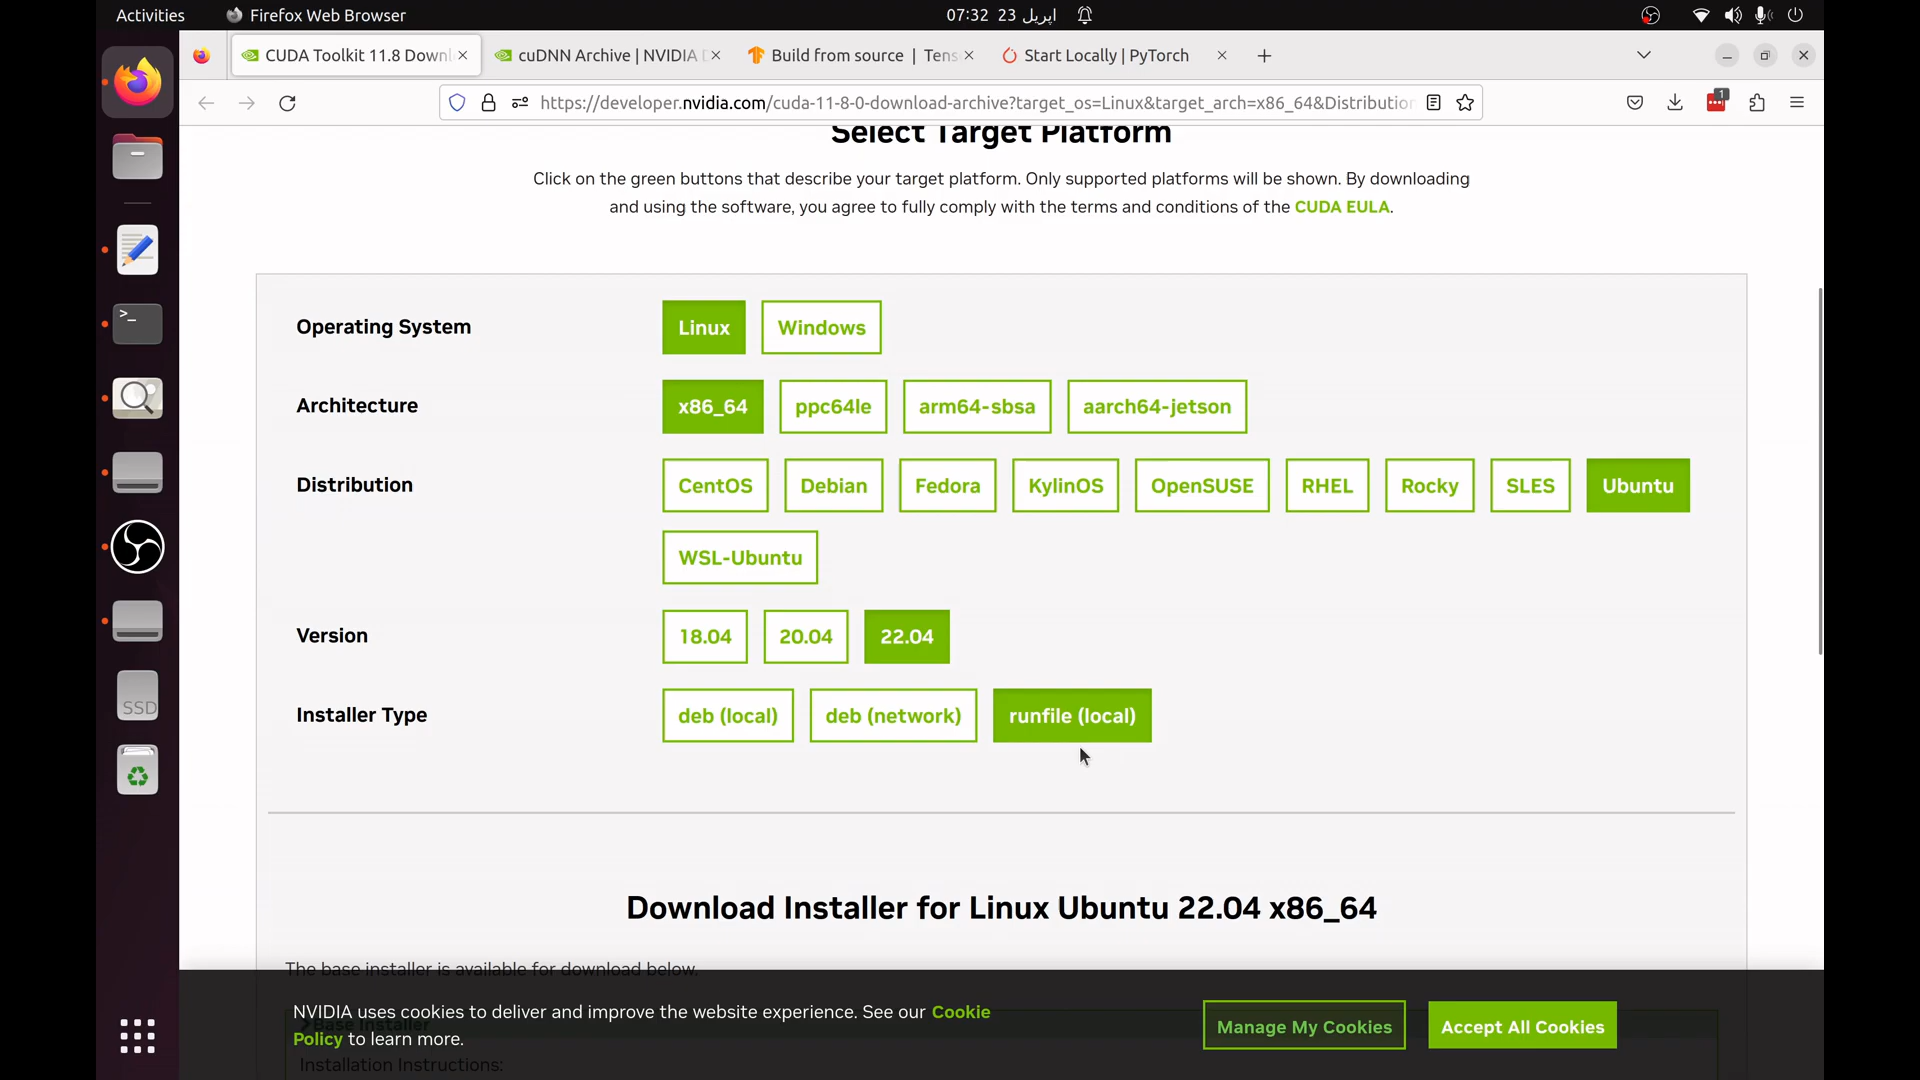 Activities
Firefox Web Browser
07:32 23 اپریل
CUDA Toolkit 11.8 Downl
cuDNN Archive | NVIDIA D
Build from source | Tens
Start Locally | PyTorch
https://developer.nvidia.com/cuda-11-8-0-download-archive?target_os=Linux&target_arch=x86_64&Distributio
1
Select Target Platform
Click on the green buttons that describe your target platform. Only supported platforms will be shown. By downloading
and using the software, you agree to fully comply with the terms and conditions of the CUDA EULA.
Operating System
Linux
Windows
Architecture
x86_64
ppc64le
arm64-sbsa
aarch64-jetson
Distribution
CentOS
Debian
Fedora
KylinOS
OpenSUSE
RHEL
Rocky
SLES
Ubuntu
WSL-Ubuntu
Version
18.04
20.04
22.04
Installer Type
deb (local)
deb (network)
runfile (local)
SSD
Download Installer for Linux Ubuntu 22.04 x86_64
The base installer is available for download below.
NVIDIA uses cookies to deliver and improve the website experience. See our Cookie
Policy to learn more.
Manage My Cookies
Accept All Cookies
Base Installer
Installation Instructions: